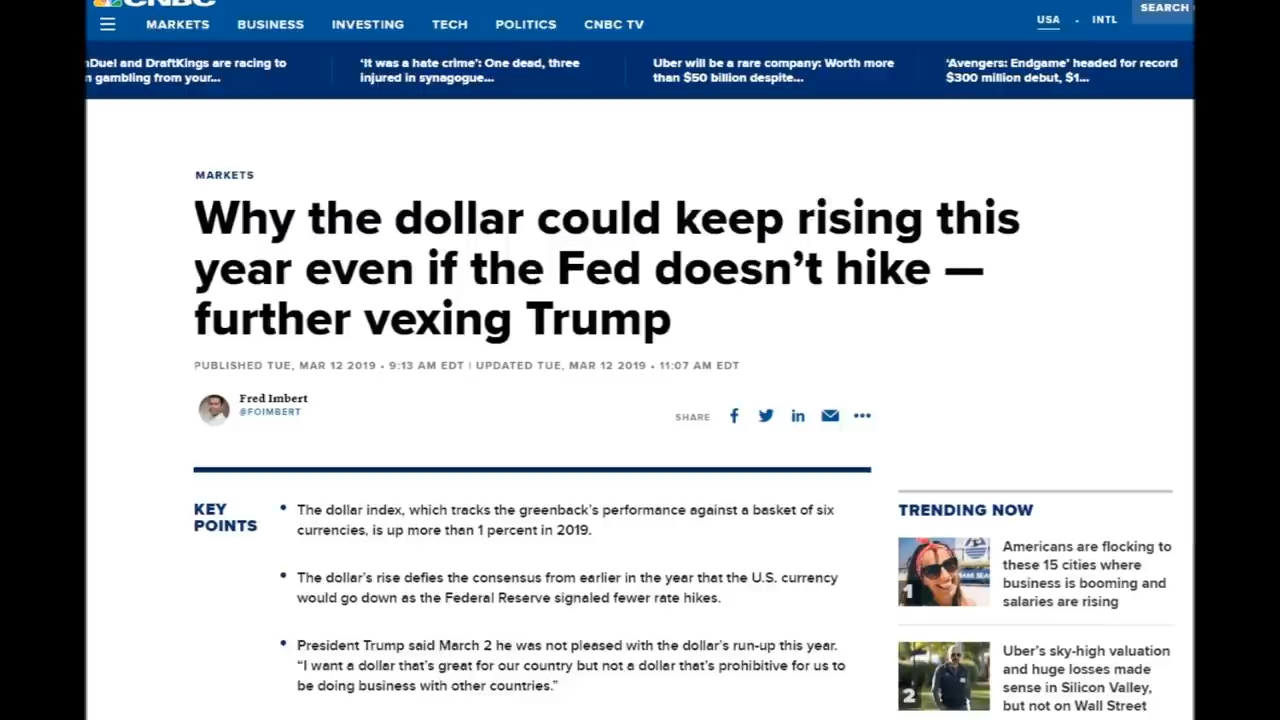 CNBC
MARKETS BUSINESS INVESTING TECH POLITICS CNBC TV
USA - INTL
SEARCH
and DraftKings are racing to
gambling from your...
‘It was a hate crime’: One dead, three
injured in synagogue...
Uber will be a rare company: Worth more
than $50 billion despite...
‘Avengers: Endgame’ headed for record
$300 million debut, $1...
MARKETS
Why the dollar could keep rising this
year even if the Fed doesn’t hike —
further vexing Trump
PUBLISHED TUE, MAR 12 2019 • 9:13 AM EDT | UPDATED TUE, MAR 12 2019 • 11:07 AM EDT
Fred Imbert
@FOIMBERT
SHARE
KEY
POINTS
• The dollar index, which tracks the greenback’s performance against a basket of six
currencies, is up more than 1 percent in 2019.
• The dollar’s rise defies the consensus from earlier in the year that the U.S. currency
would go down as the Federal Reserve signaled fewer rate hikes.
• President Trump said March 2 he was not pleased with the dollar’s run-up this year.
“I want a dollar that’s great for our country but not a dollar that’s prohibitive for us to
be doing business with other countries.”
TRENDING NOW
1
Americans are flocking to
these 15 cities where
business is booming and
salaries are rising
2
Uber’s sky-high valuation
and huge losses made
sense in Silicon Valley,
but not on Wall Street